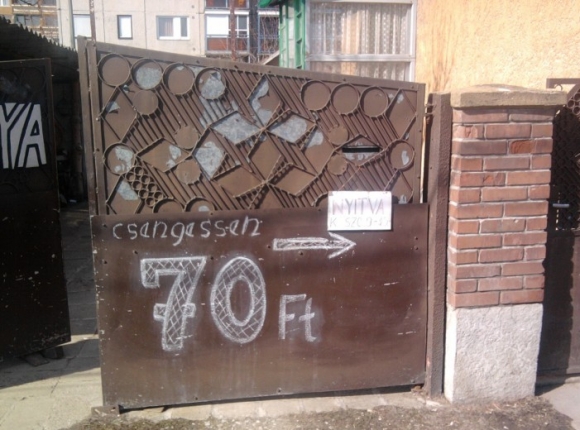 YA
csengessen →
NYITVA
70 Ft